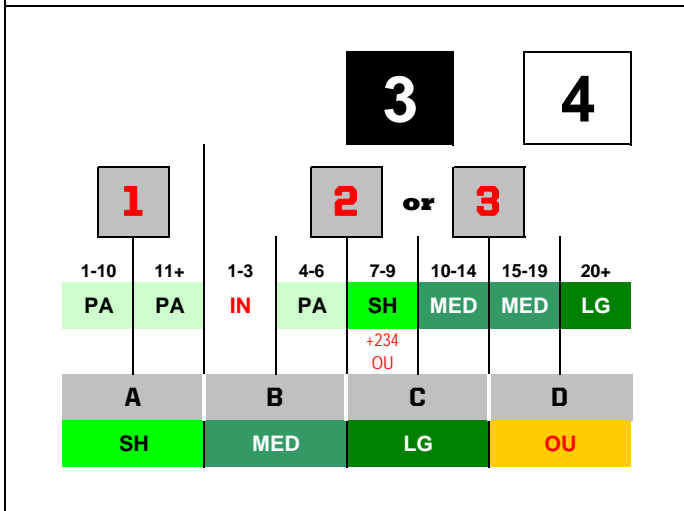 3 4
1 2 or 3
1-10 11+ 1-3 4-6 7-9 10-14 15-19 20+
PA PA IN PA SH MED MED LG
+234
OU
A B C D
SH MED LG OU